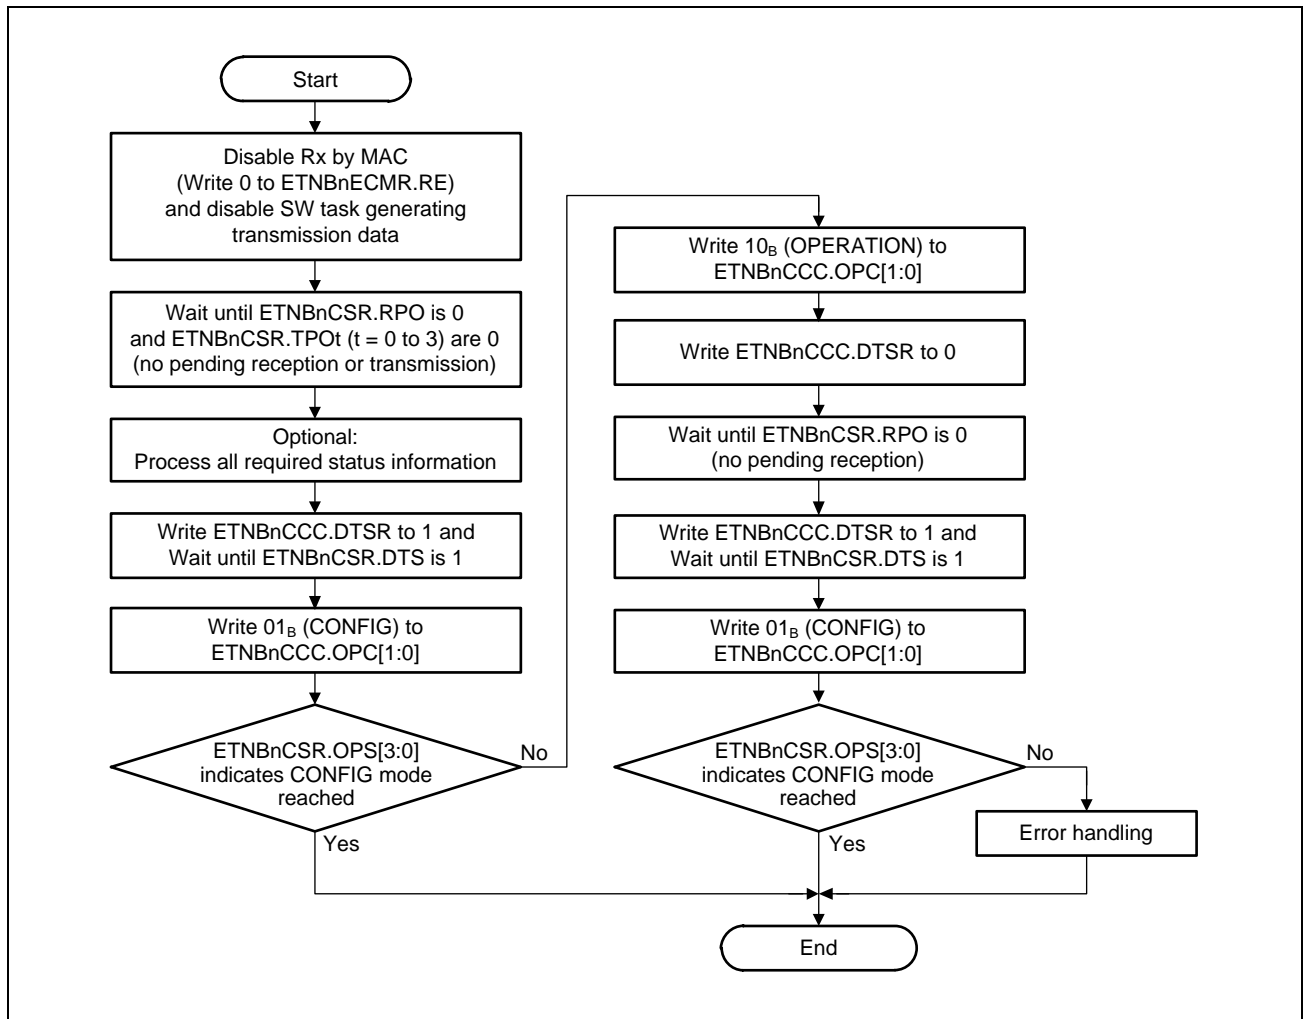 Start
Disable Rx by MAC
(Write 0 to ETNBnECMR.RE)
and disable SW task generating
transmission data
Wait until ETNBnCSR.RPO is 0
and ETNBnCSR.TPOt (t = 0 to 3) are 0
(no pending reception or transmission)
Optional:
Process all required status information
Write ETNBnCCC.DTSR to 1 and
Wait until ETNBnCSR.DTS is 1
Write 01B (CONFIG) to
ETNBnCCC.OPC[1:0]
ETNBnCSR.OPS[3:0]
indicates CONFIG mode
reached
No
Yes
Write 10B (OPERATION) to
ETNBnCCC.OPC[1:0]
Write ETNBnCCC.DTSR to 0
Wait until ETNBnCSR.RPO is 0
(no pending reception)
Write ETNBnCCC.DTSR to 1 and
Wait until ETNBnCSR.DTS is 1
Write 01B (CONFIG) to
ETNBnCCC.OPC[1:0]
ETNBnCSR.OPS[3:0]
indicates CONFIG mode
reached
No
Yes
Error handling
End